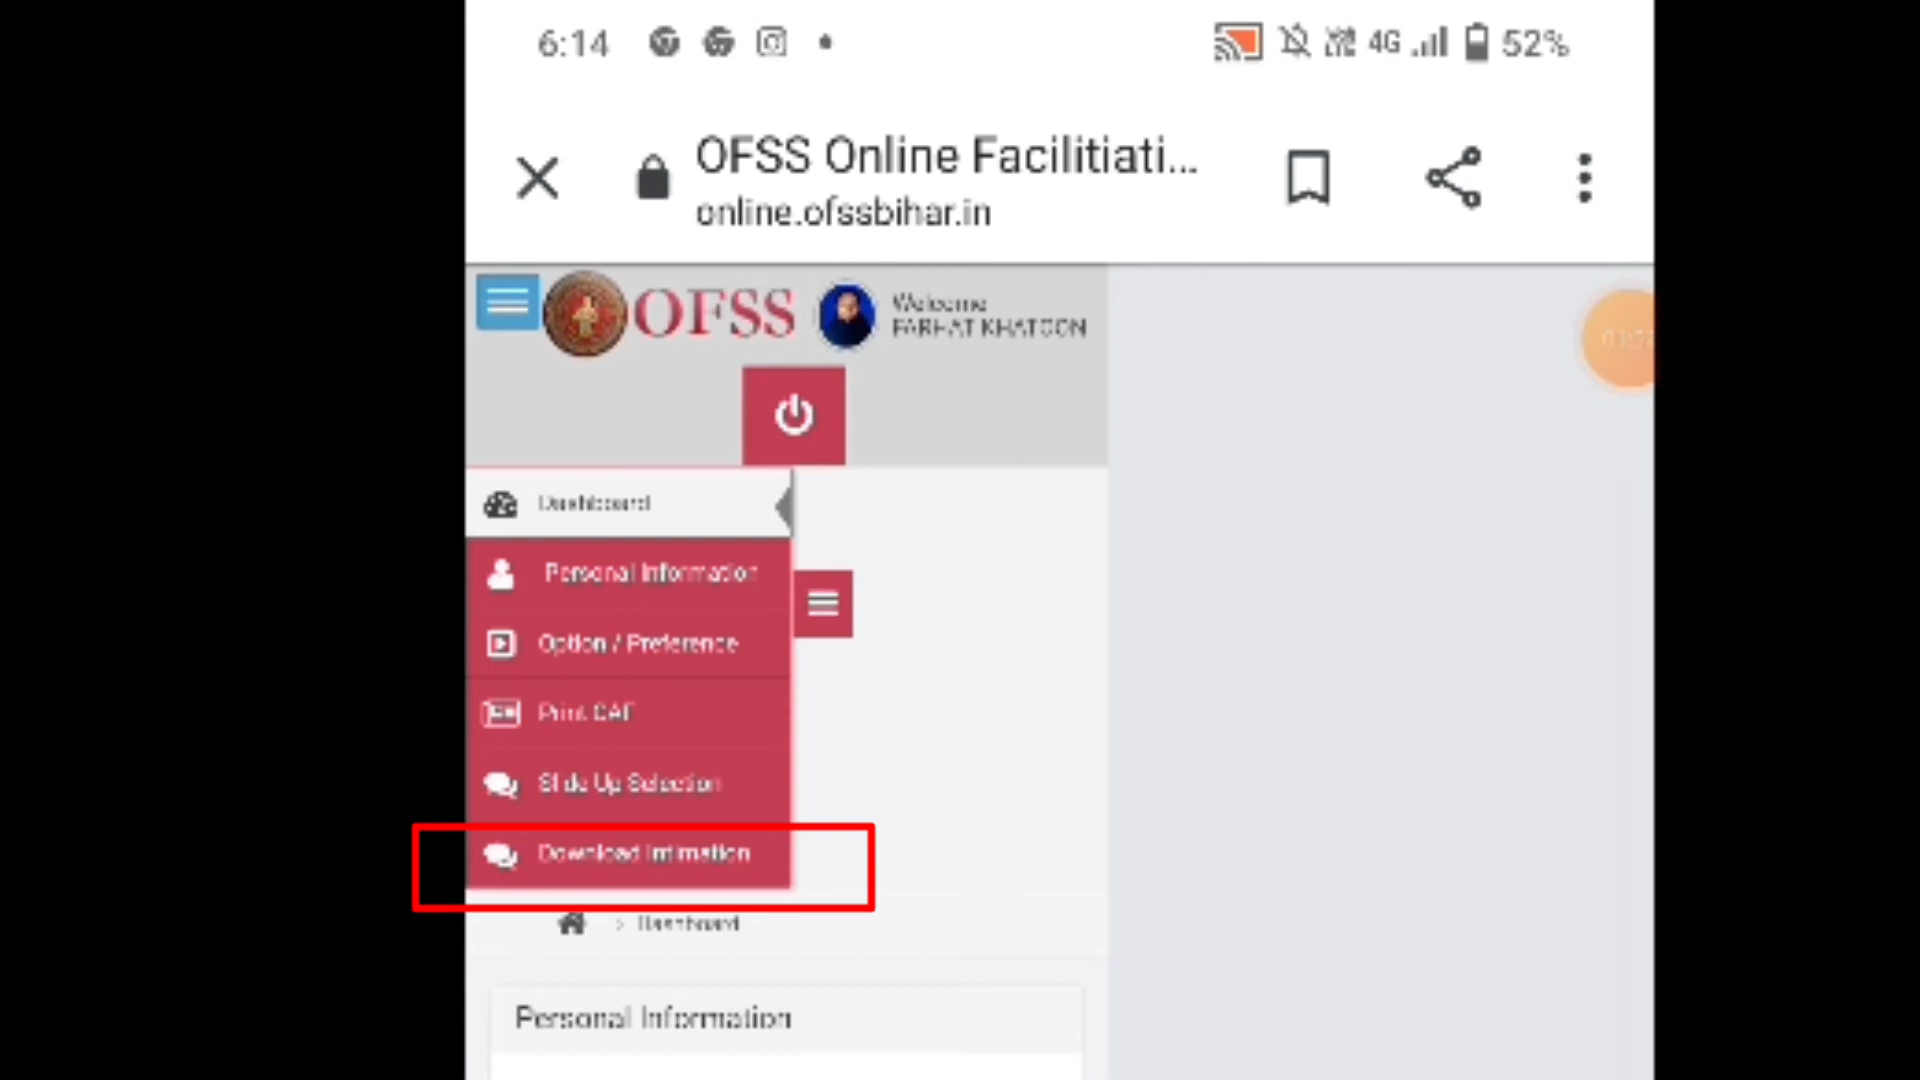 6:14 4G 52%
OFSS Online Facilitiati...
online.ofssbihar.in
OFSS
Welcome
FARHAT KHATOON
Dashboard
Personal Information
Option / Preference
Print CAF
Slide Up Selection
Download Intimation
> Dashboard
Personal Information